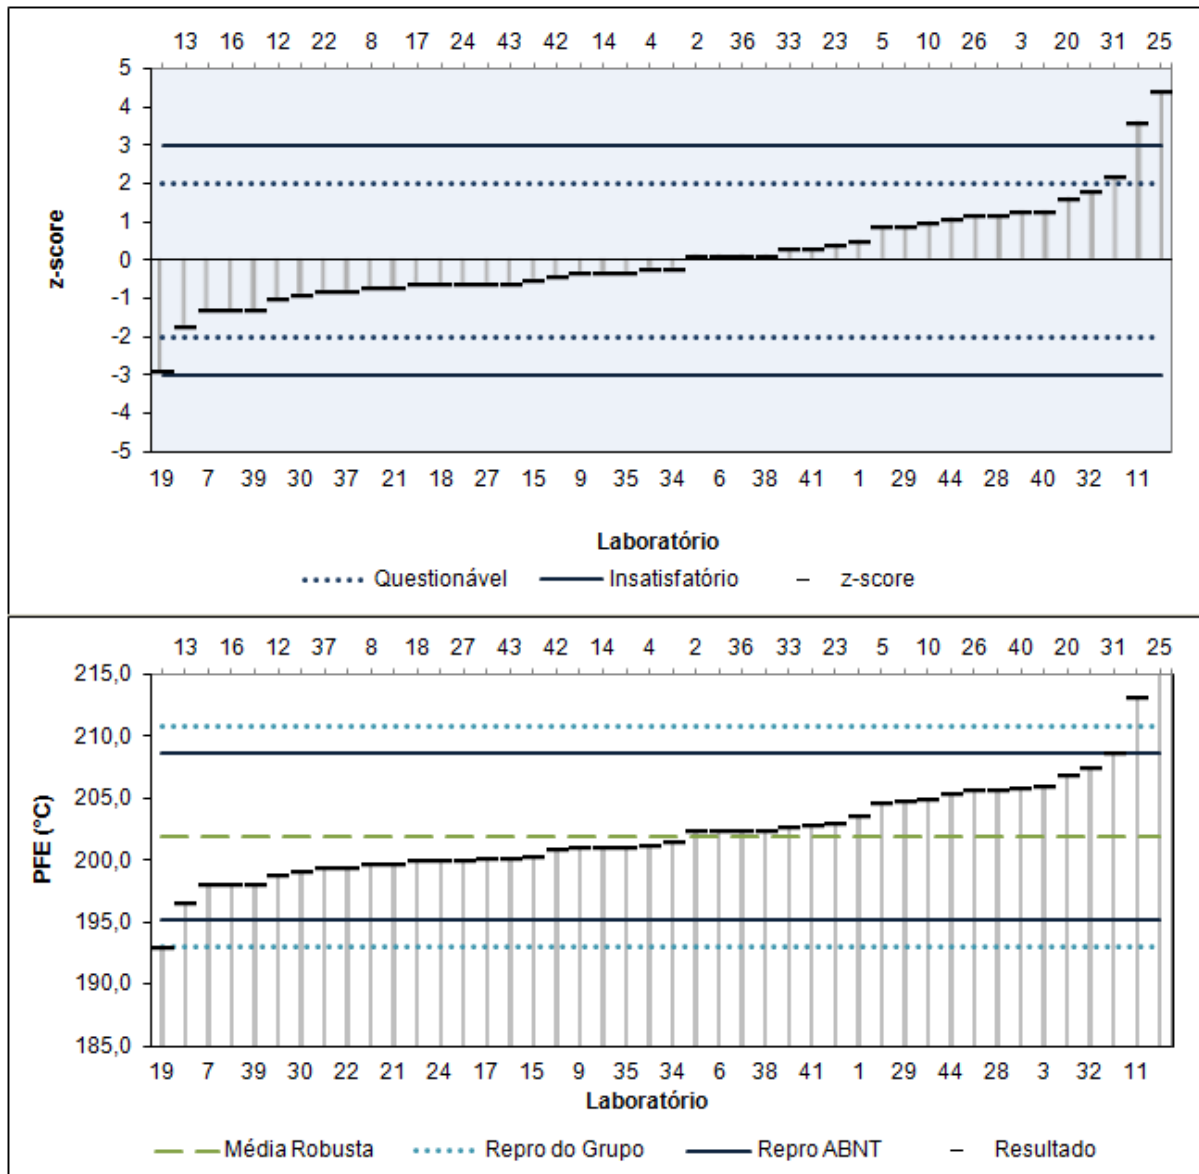 13 16 12 22 8 17 24 43 42 14 4 2 36 33 23 5 10 26 3 20 31 25
5
4
3
2
1
0
-1
-2
-3
-4
-5
z-score
19 7 39 30 37 21 18 27 15 9 35 34 6 38 41 1 29 44 28 40 32 11
Laboratório
Questionável Insatisfatório z-score
13 16 12 37 8 18 27 43 42 14 4 2 36 33 23 5 10 26 40 20 31 25
215,0
210,0
205,0
200,0
195,0
190,0
185,0
PFE (°C)
19 7 39 30 22 21 24 17 15 9 35 34 6 38 41 1 29 44 28 3 32 11
Laboratório
Média Robusta Repro do Grupo Repro ABNT Resultado